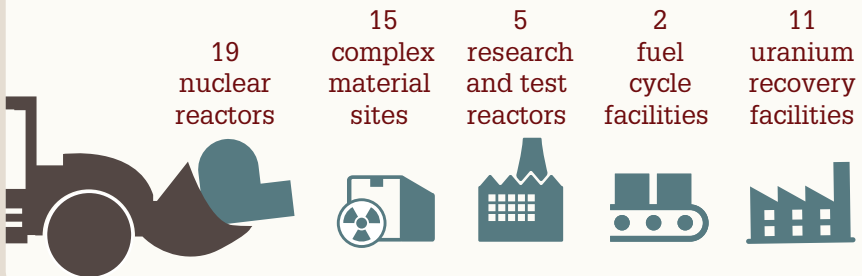 19
nuclear
reactors
15
complex
material
sites
5
research
and test
reactors
2
fuel
cycle
facilities
11
uranium
recovery
facilities